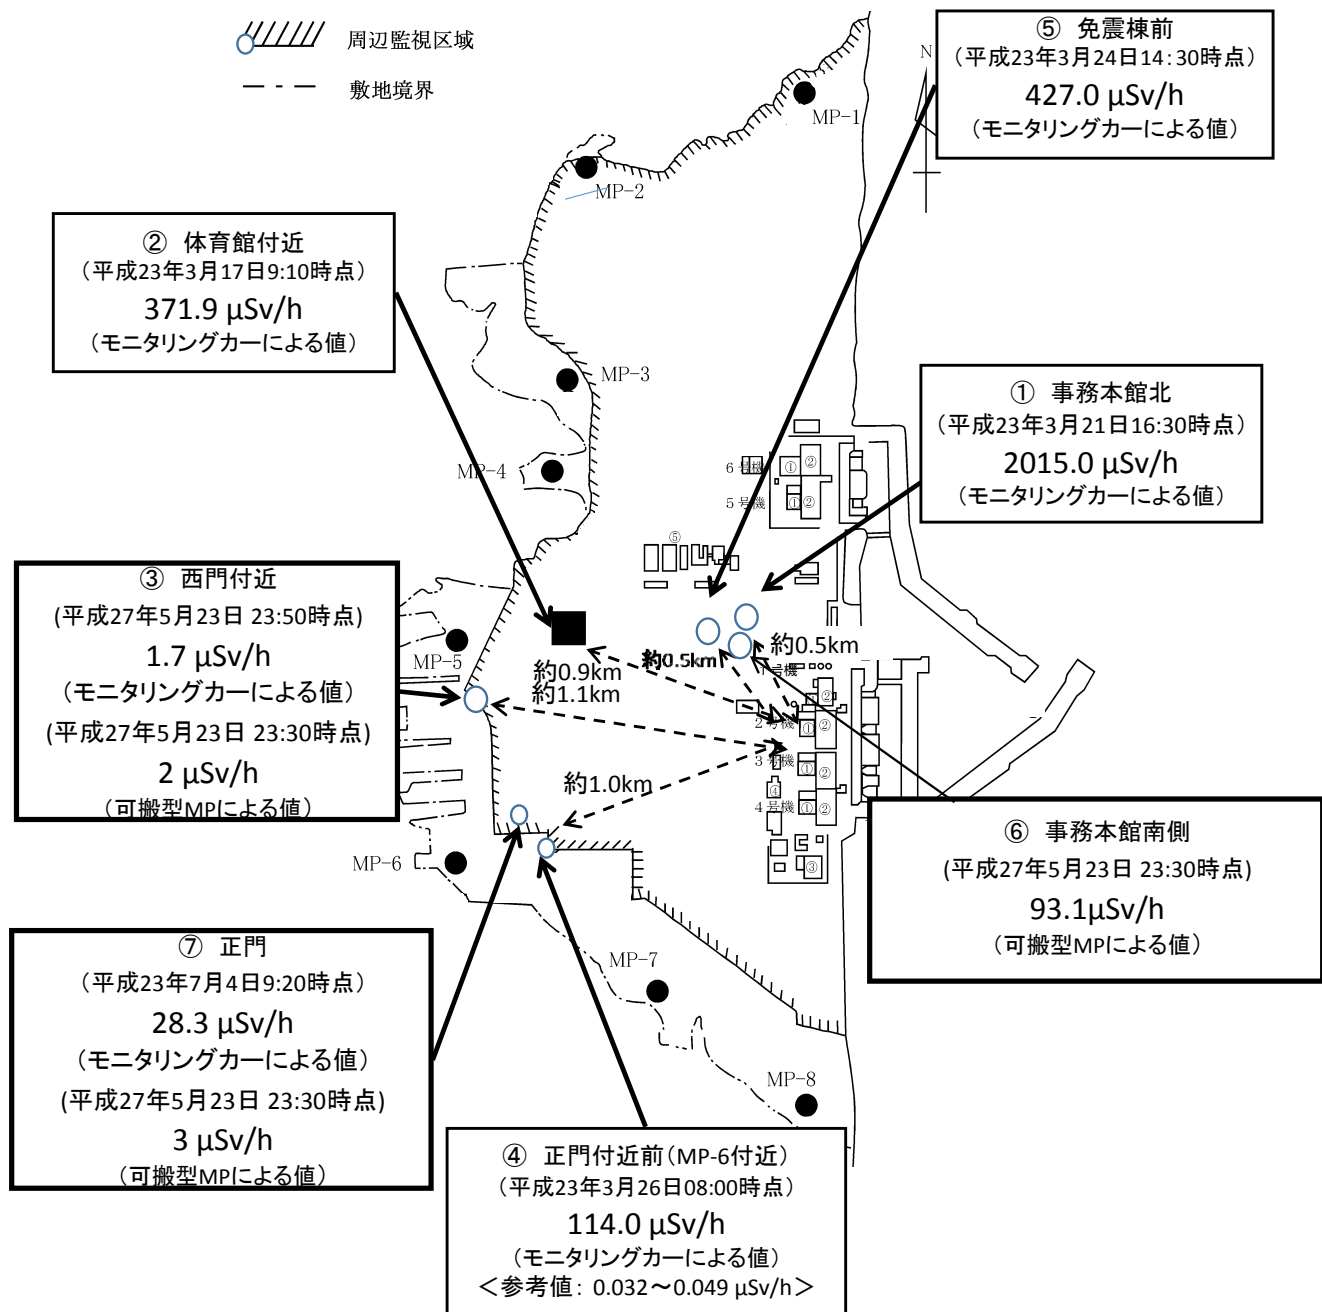 周辺監視区域
敷地境界
⑤ 免震棟前
(平成23年3月24日14:30時点)
427.0 μSv/h
(モニタリングカーによる値)
N
MP-1
MP-2
② 体育館付近
(平成23年3月17日9:10時点)
371.9 μSv/h
(モニタリングカーによる値)
MP-3
① 事務本館北
(平成23年3月21日16:30時点)
2015.0 μSv/h
(モニタリングカーによる値)
MP-4
6号機
①
②
5号機
①
②
⑤
③ 西門付近
(平成27年5月23日 23:50時点)
1.7 μSv/h
(モニタリングカーによる値)
(平成27年5月23日 23:30時点)
2 μSv/h
(可搬型MPによる値)
MP-5
約0.9km
約1.1km
約0.5km
約0.5km
1号機
②
2号機
①
②
3号機
①
②
約1.0km
④
4号機
①
②
③
MP-6
⑥ 事務本館南側
(平成27年5月23日 23:30時点)
93.1μSv/h
(可搬型MPによる値)
⑦ 正門
(平成23年7月4日9:20時点)
28.3 μSv/h
(モニタリングカーによる値)
(平成27年5月23日 23:30時点)
3 μSv/h
(可搬型MPによる値)
MP-7
MP-8
④ 正門付近前(MP-6付近)
(平成23年3月26日08:00時点)
114.0 μSv/h
(モニタリングカーによる値)
<参考値: 0.032～0.049 μSv/h>